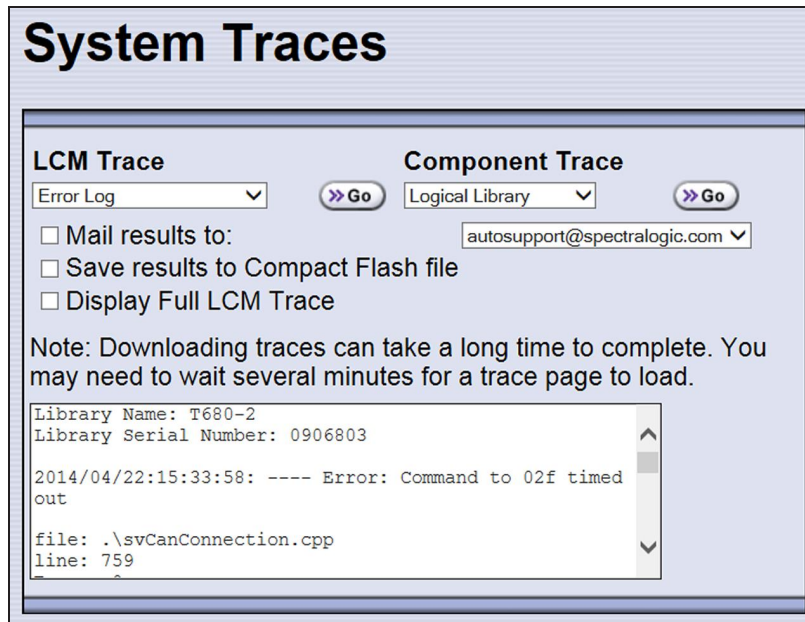 System Traces
LCM Trace
Component Trace
Error Log
Go
Logical Library
Go
Mail results to:
autosupport@spectralogic.com
Save results to Compact Flash file
Display Full LCM Trace
Note: Downloading traces can take a long time to complete. You
may need to wait several minutes for a trace page to load.
Library Name: T680-2
Library Serial Number: 0906803
2014/04/22:15:33:58: ---- Error: Command to 02f timed
out
file: .\svCanConnection.cpp
line: 759